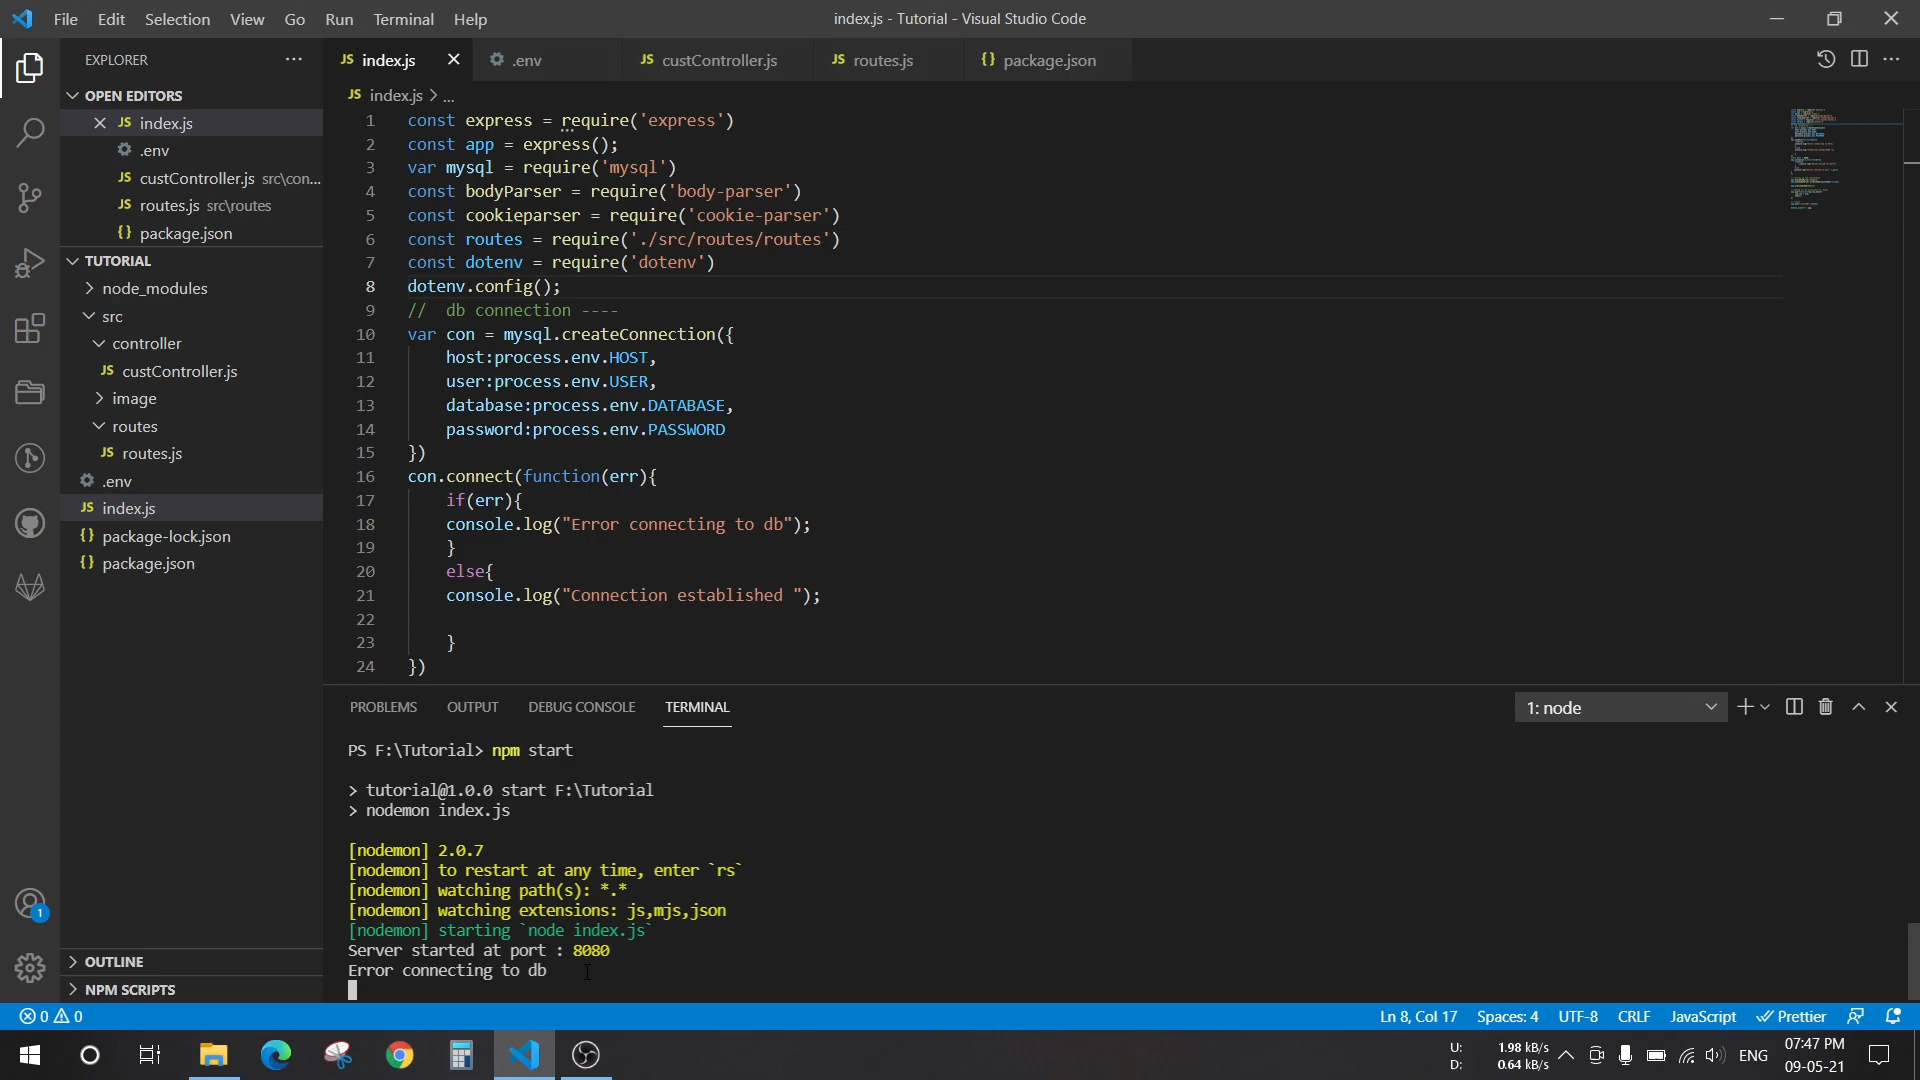 File Edit Selection View Go Run Terminal Help
index.js - Tutorial - Visual Studio Code
EXPLORER
OPEN EDITORS
JS index.js
.env
JS custController.js src\con...
JS routes.js src\routes
{} package.json
TUTORIAL
node_modules
src
controller
JS custController.js
image
routes
JS routes.js
.env
JS index.js
{} package-lock.json
{} package.json
OUTLINE
NPM SCRIPTS
1
JS index.js .env JS custController.js JS routes.js {} package.json
JS index.js > ...
1 const express = require('express')
2 const app = express();
3 var mysql = require('mysql')
4 const bodyParser = require('body-parser')
5 const cookieparser = require('cookie-parser')
6 const routes = require('./src/routes/routes')
7 const dotenv = require('dotenv')
8 dotenv.config();
9 // db connection ----
10 var con = mysql.createConnection({
11 host:process.env.HOST,
12 user:process.env.USER,
13 database:process.env.DATABASE,
14 password:process.env.PASSWORD
15 })
16 con.connect(function(err){
17 if(err){
18 console.log("Error connecting to db");
19 }
20 else{
21 console.log("Connection established ");
22
23 }
24 })
PROBLEMS OUTPUT DEBUG CONSOLE TERMINAL
1: node
PS F:\Tutorial> npm start
> tutorial@1.0.0 start F:\Tutorial
> nodemon index.js
[nodemon] 2.0.7
[nodemon] to restart at any time, enter `rs`
[nodemon] watching path(s): *.*
[nodemon] watching extensions: js,mjs,json
[nodemon] starting `node index.js`
Server started at port : 8080
Error connecting to db
0 0
Ln 8, Col 17 Spaces: 4 UTF-8 CRLF JavaScript Prettier
U: 1.98 kB/s
D: 0.64 kB/s
ENG
07:47 PM
09-05-21